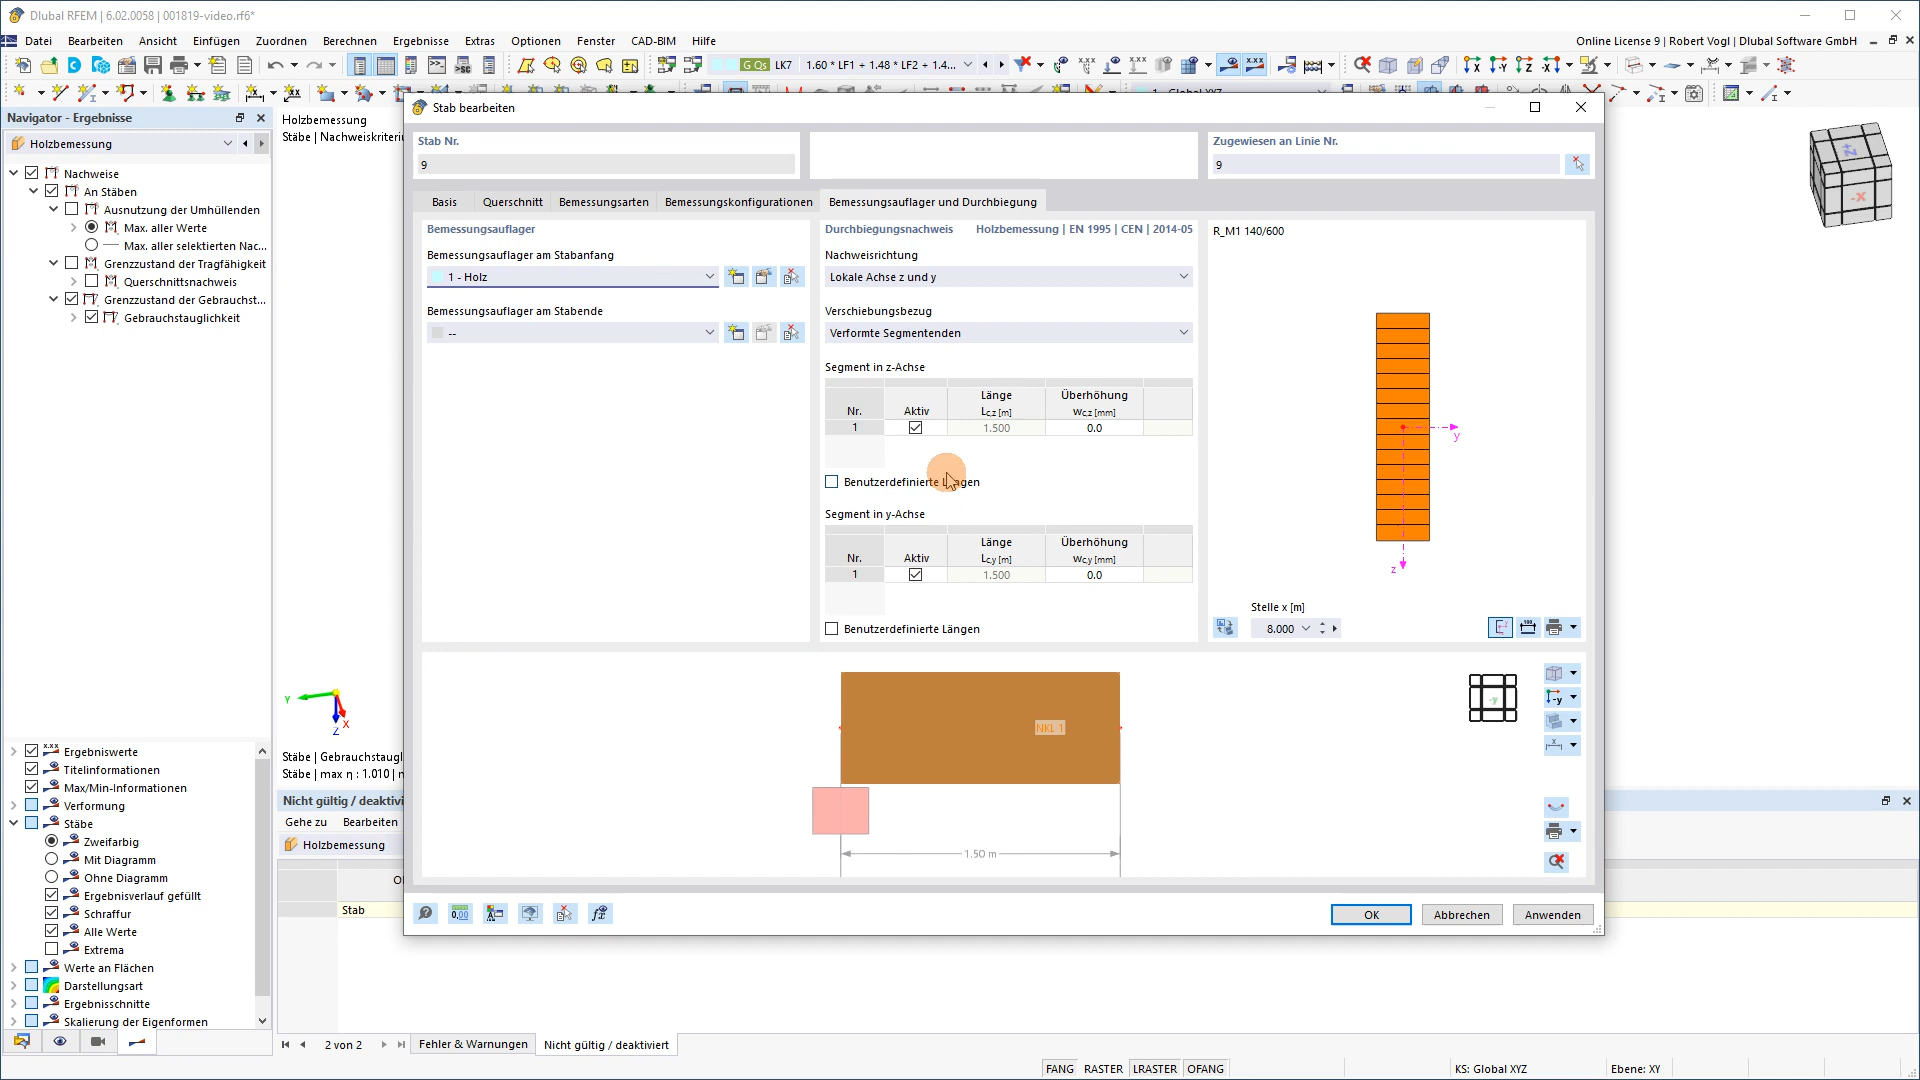 Dlubal RFEM | 6.02.0058 | 001819-video.rf6*
Datei Bearbeiten Ansicht Einfügen Zuordnen Berechnen Ergebnisse Extras Optionen Fenster CAD-BIM Hilfe
Online License 9 | Robert Vogl | Dlubal Software GmbH
G Qs LK7 1.60 * LF1 + 1.48 * LF2 + 1.4...
Navigator - Ergebnisse
Holzbemessung
Nachweise
An Stäben
Ausnutzung der Umhüllenden
Max. aller Werte
Max. aller selektierten Nac...
Grenzzustand der Tragfähigkeit
Querschnittsnachweis
Grenzzustand der Gebrauchst...
Gebrauchstauglichkeit
Ergebniswerte
Titelinformationen
Max/Min-Informationen
Verformung
Stäbe
Zweifarbig
Mit Diagramm
Ohne Diagramm
Ergebnisverlauf gefüllt
Schraffur
Alle Werte
Extrema
Werte an Flächen
Darstellungsart
Ergebnisschnitte
Skalierung der Eigenformen
Holzbemessung
Stäbe | Nachweiskriteri
Y
X
Z
+Z
-X
Stäbe | Gebrauchstaugl
Stäbe | max η : 1.010 |
Stab bearbeiten
Stab Nr.
9
Zugewiesen an Linie Nr.
9
Basis Querschnitt Bemessungsarten Bemessungskonfigurationen Bemessungsauflager und Durchbiegung
Bemessungsauflager
Bemessungsauflager am Stabanfang
1 - Holz
Bemessungsauflager am Stabende
--
Durchbiegungsnachweis Holzbemessung | EN 1995 | CEN | 2014-05
Nachweisrichtung
Lokale Achse z und y
Verschiebungsbezug
Verformte Segmentenden
Segment in z-Achse
Länge Überhöhung
Nr. Aktiv Lc,z [m] wc,z [mm]
1 1.500 0.0
Benutzerdefinierte Längen
Segment in y-Achse
Länge Überhöhung
Nr. Aktiv Lc,y [m] wc,y [mm]
1 1.500 0.0
Benutzerdefinierte Längen
R_M1 140/600
y
z
Stelle x [m]
8.000
NKL 1
1.50 m
-y
OK Abbrechen Anwenden
Nicht gültig / deaktivi
Gehe zu Bearbeiten
Holzbemessung
Stab
2 von 2 Fehler & Warnungen Nicht gültig / deaktiviert
FANG RASTER LRASTER OFANG KS: Global XYZ Ebene: XY